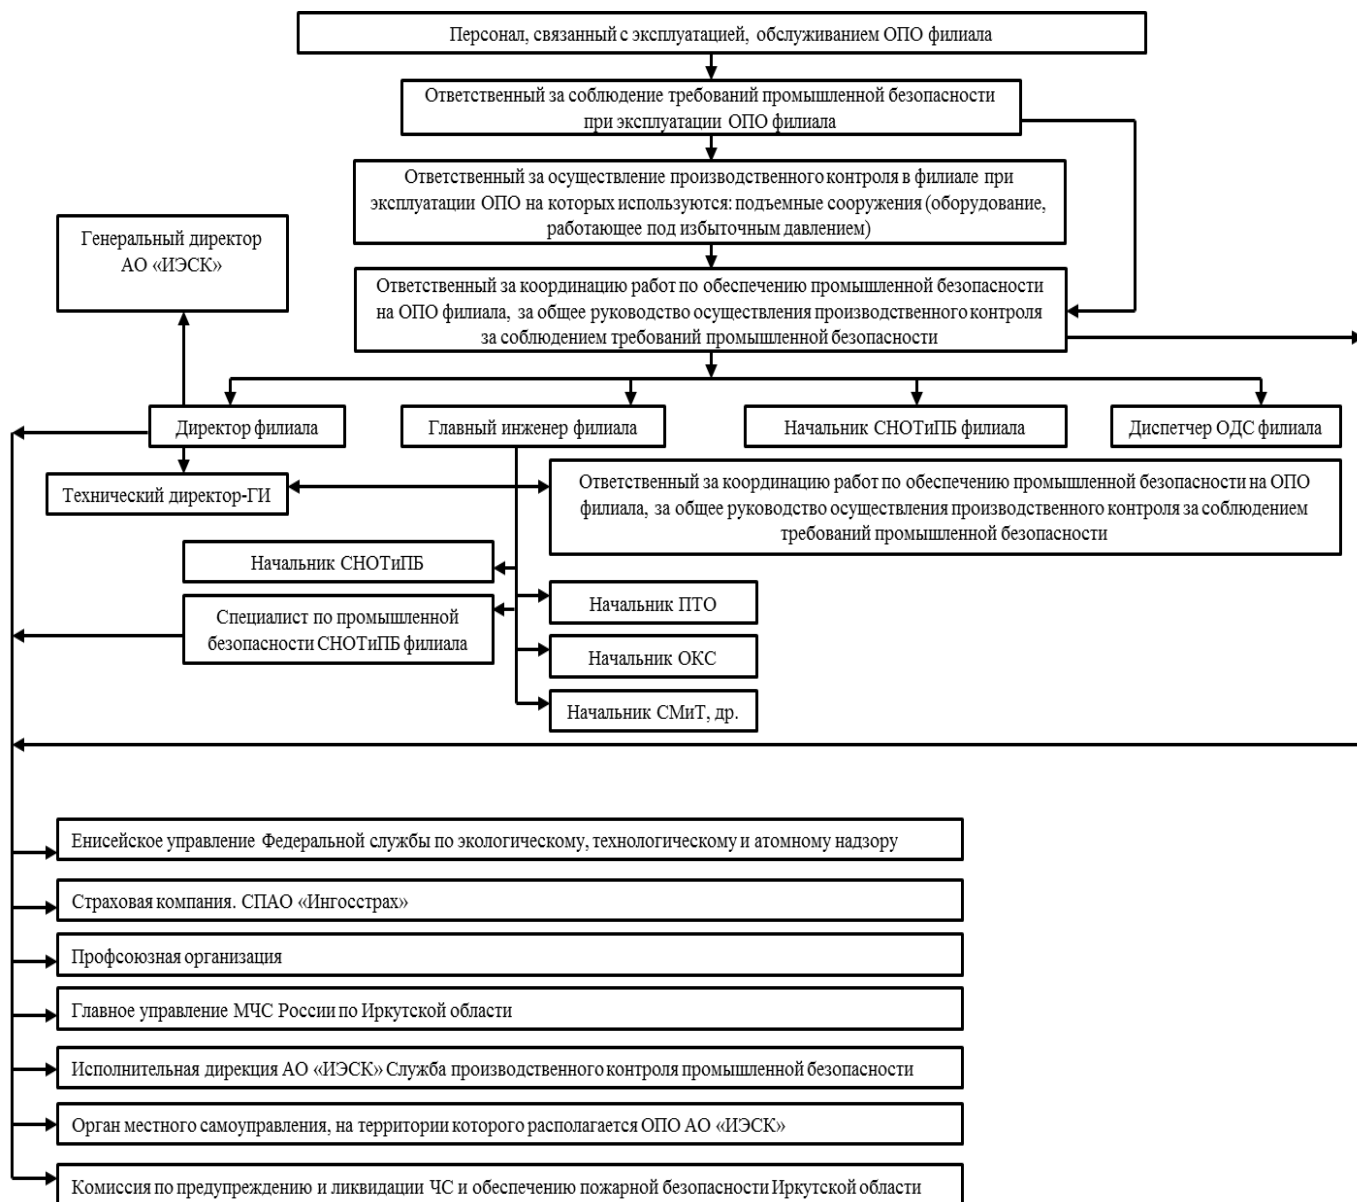 Персонал, связанный с эксплуатацией, обслуживанием ОПО филиала
Ответственный за соблюдение требований промышленной безопасности
при эксплуатации ОПО филиала
Ответственный за осуществление производственного контроля в филиале при
эксплуатации ОПО на которых используются: подъемные сооружения (оборудование,
работающее под избыточным давлением)
Генеральный директор
АО «ИЭСК»
Ответственный за координацию работ по обеспечению промышленной безопасности
на ОПО филиала, за общее руководство осуществления производственного контроля
за соблюдением требований промышленной безопасности
Директор филиала
Главный инженер филиала
Начальник СНОТиПБ филиала
Диспетчер ОДС филиала
Технический директор-ГИ
Ответственный за координацию работ по обеспечению промышленной безопасности на ОПО
филиала, за общее руководство осуществления производственного контроля за соблюдением
требований промышленной безопасности
Начальник СНОТиПБ
Начальник ПТО
Специалист по промышленной
безопасности СНОТиПБ филиала
Начальник ОКС
Начальник СМиТ, др.
Енисейское управление Федеральной службы по экологическому, технологическому и атомному надзору
Страховая компания. СПАО «Ингосстрах»
Профсоюзная организация
Главное управление МЧС России по Иркутской области
Исполнительная дирекция АО «ИЭСК» Служба производственного контроля промышленной безопасности
Орган местного самоуправления, на территории которого располагается ОПО АО «ИЭСК»
Комиссия по предупреждению и ликвидации ЧС и обеспечению пожарной безопасности Иркутской области